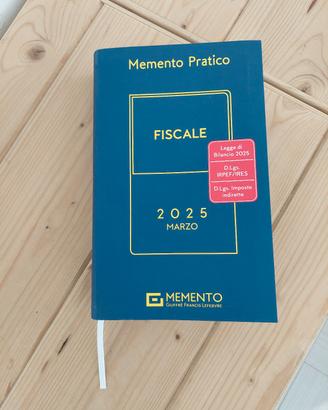 Memento Pratico
FISCALE
Legge di
Bilancio 2025
D.Lgs.
IRPEF/IRES
D.Lgs. Imposte
indirette
2025
MARZO
MEMENTO
GIUFFRÈ FRANCIS LEFEBVRE